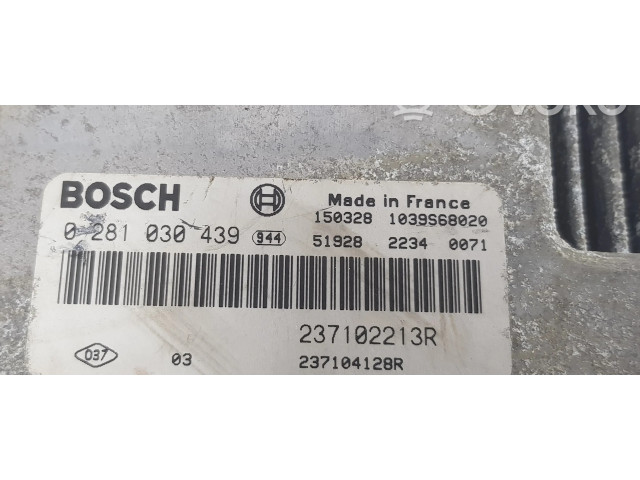 BOSCH Made in France
150328 1039S68020
0 281 030 439 944 51928 2234 0071
237102213R
037 03 237104128R